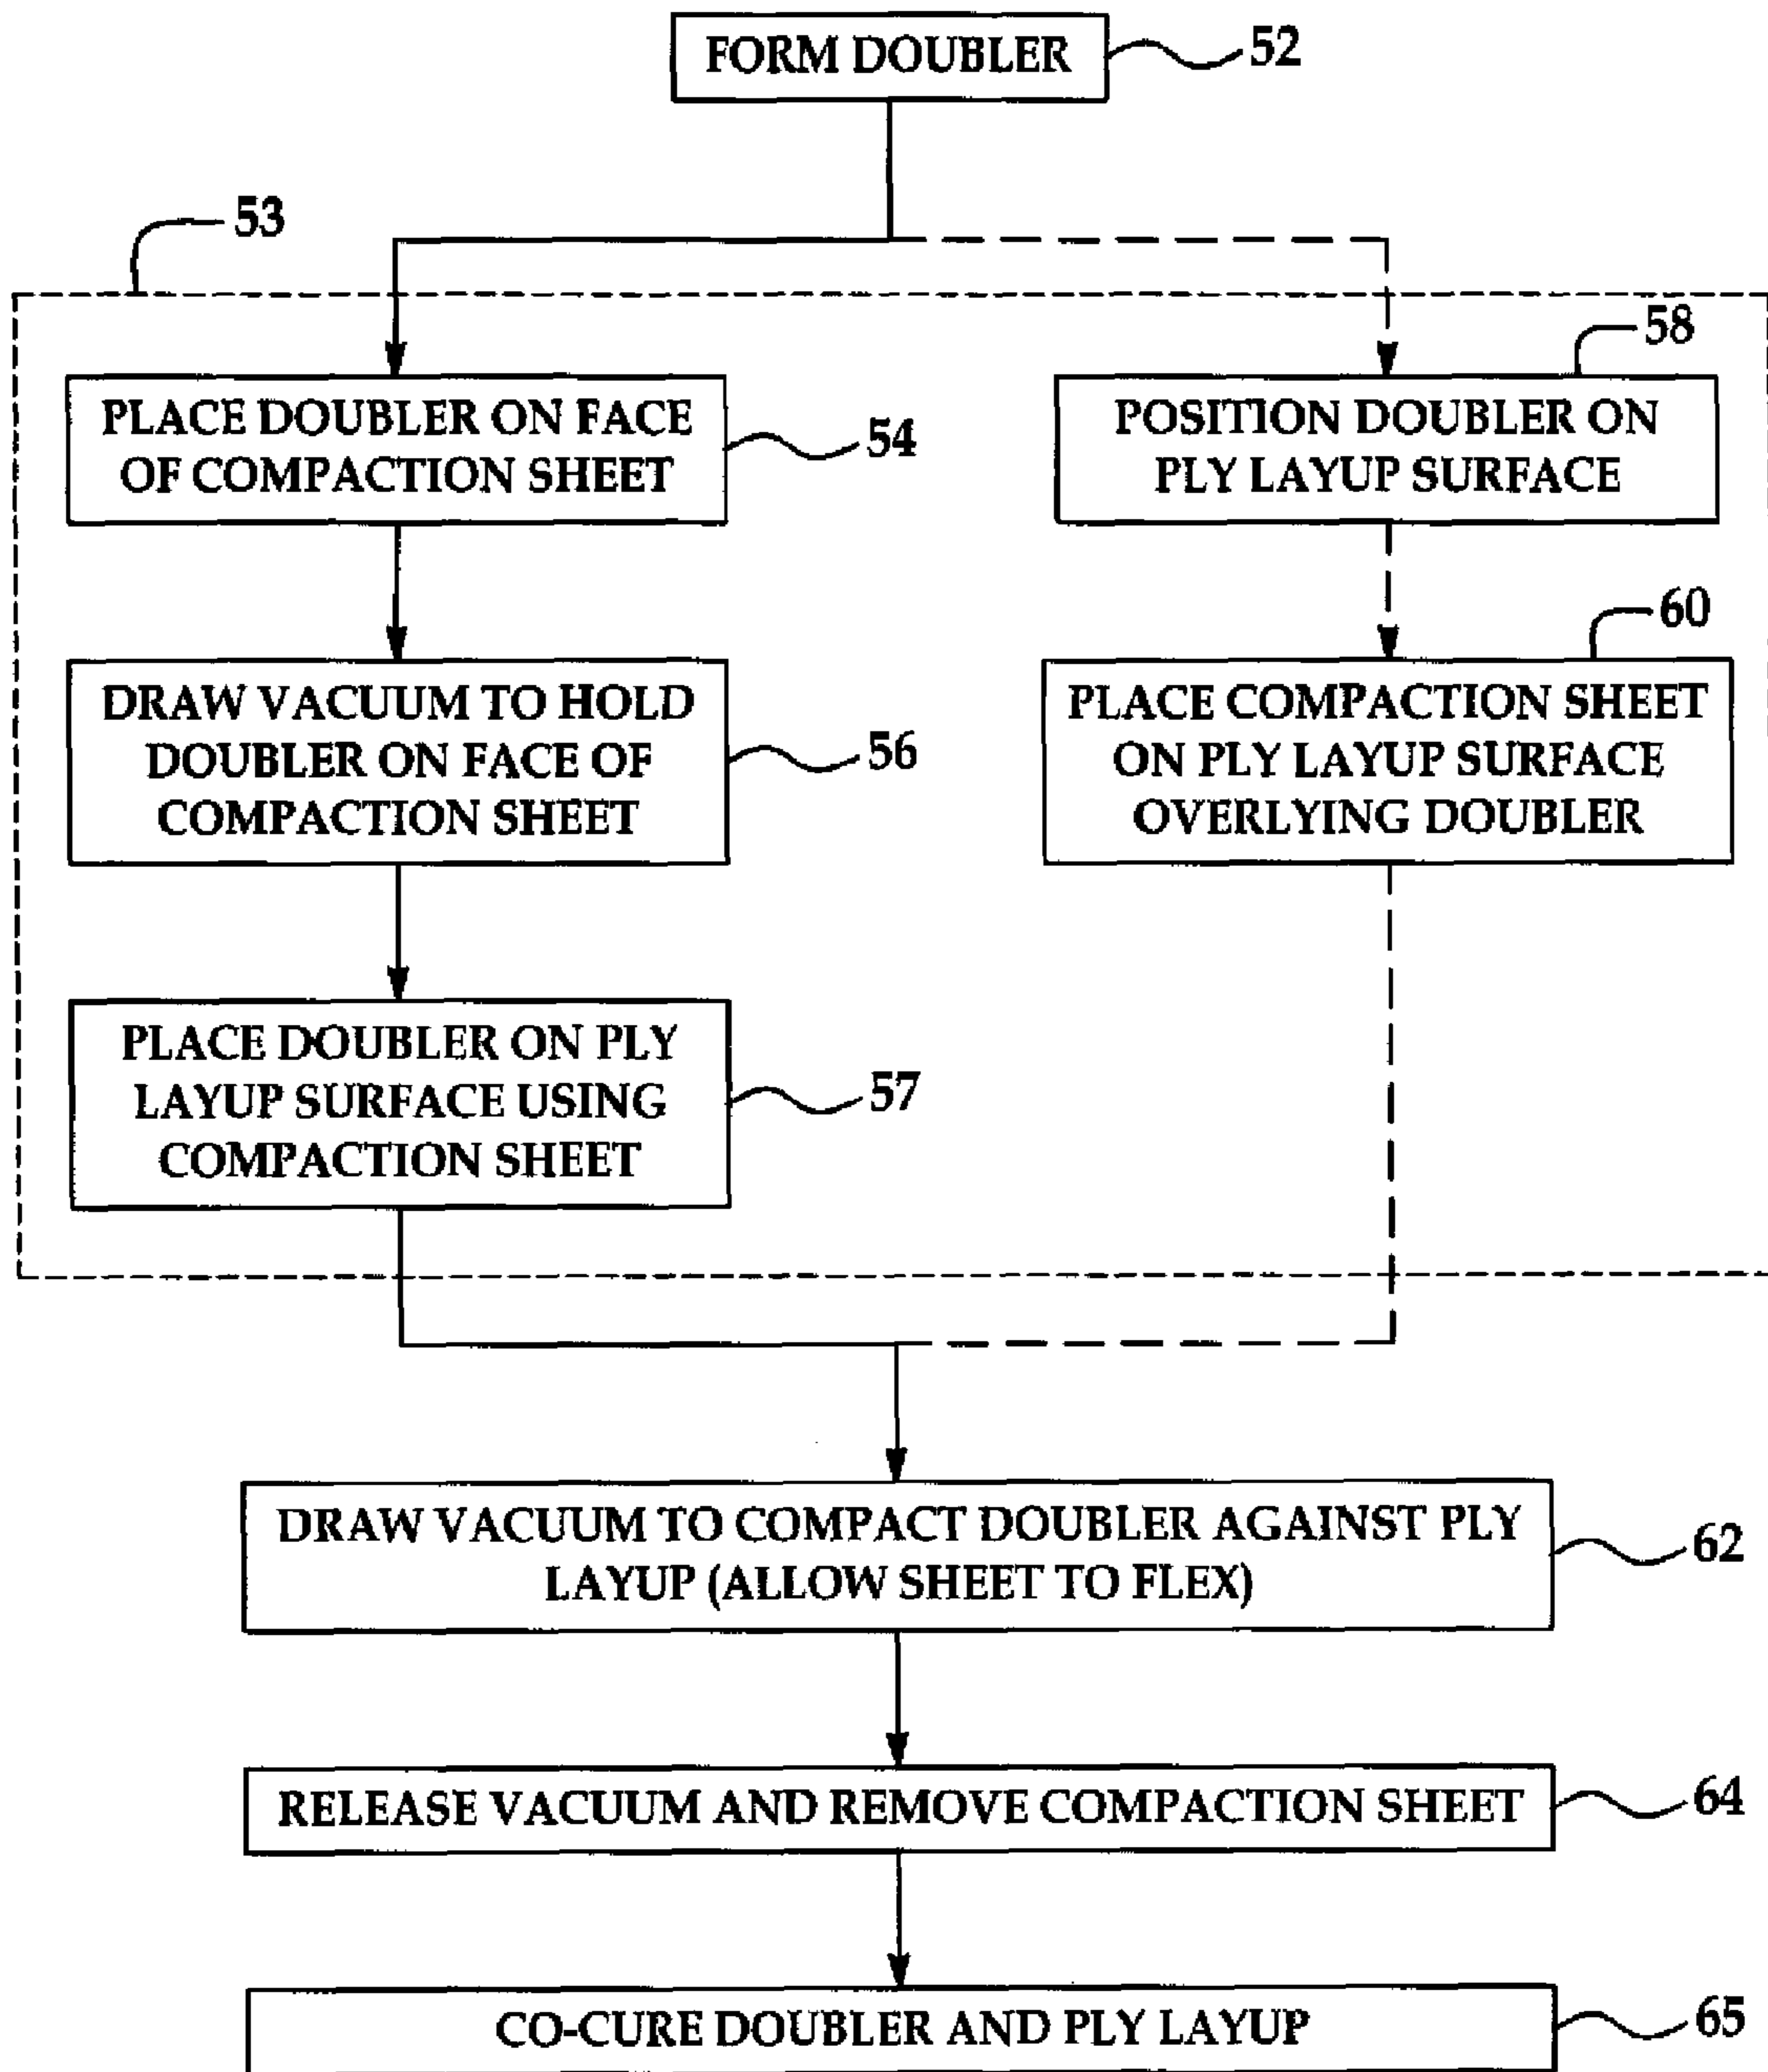 FORM DOUBLER
52
53
PLACE DOUBLER ON FACE
OF COMPACTION SHEET
54
58
POSITION DOUBLER ON
PLY LAYUP SURFACE
DRAW VACUUM TO HOLD
DOUBLER ON FACE OF
COMPACTION SHEET
56
60
PLACE COMPACTION SHEET
ON PLY LAYUP SURFACE
OVERLYING DOUBLER
PLACE DOUBLER ON PLY
LAYUP SURFACE USING
COMPACTION SHEET
57
DRAW VACUUM TO COMPACT DOUBLER AGAINST PLY
LAYUP (ALLOW SHEET TO FLEX)
62
RELEASE VACUUM AND REMOVE COMPACTION SHEET
64
CO-CURE DOUBLER AND PLY LAYUP
65